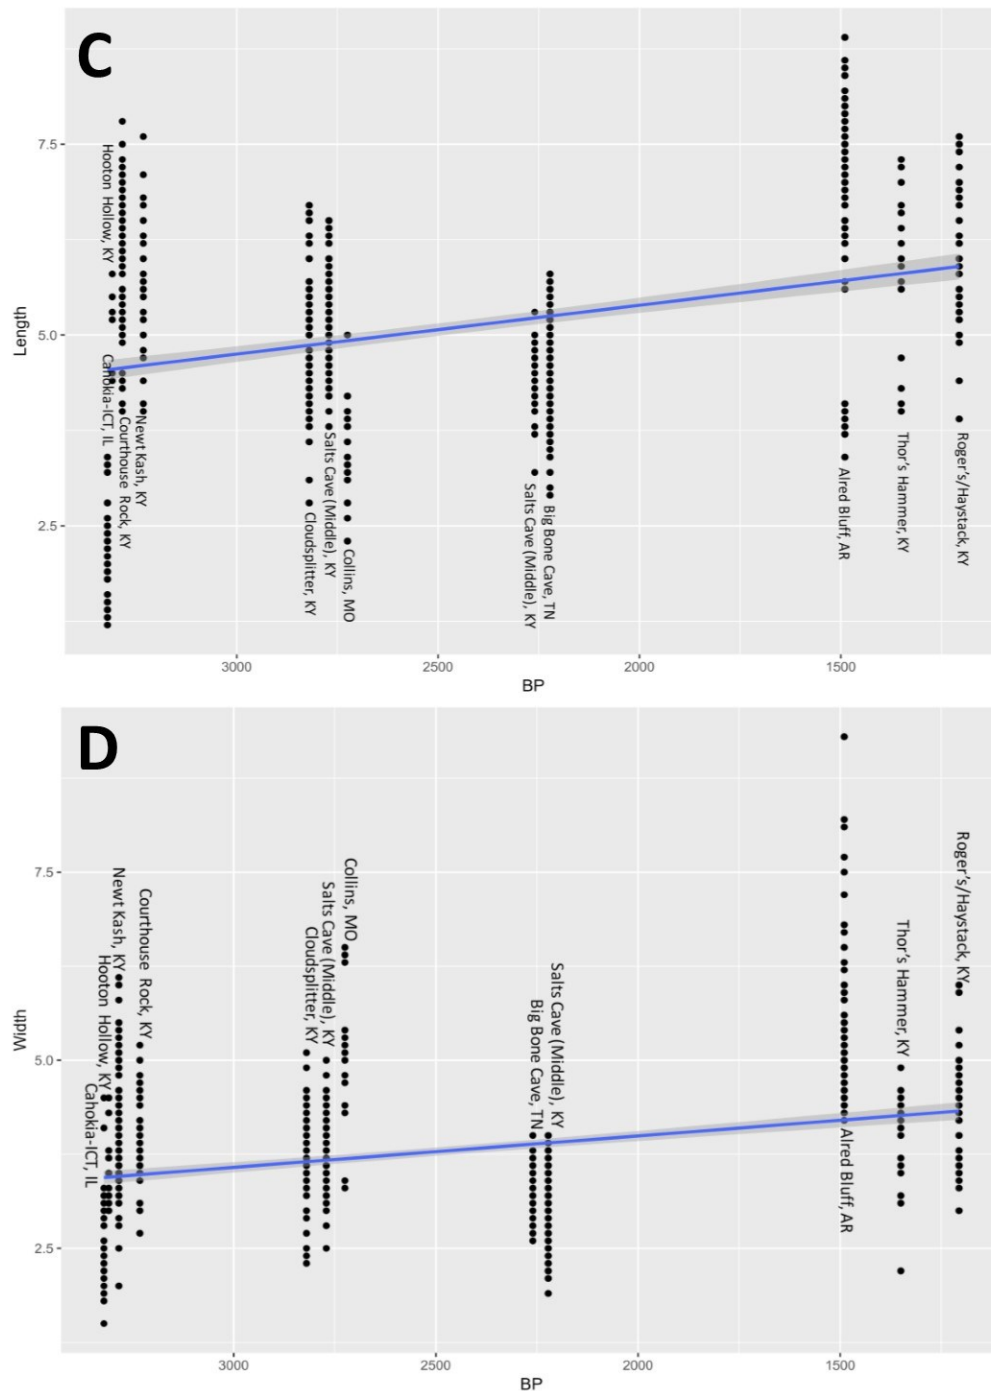 C
7.5
5.0
2.5
Length
Hooton Hollow, KY
Cahokia-ICT, IL
Courthouse Rock, KY
Newt Kash, KY
Cloudsplitter, KY
Salts Cave (Middle), KY
Collins, MO
Salts Cave (Middle), KY
Big Bone Cave, TN
Alred Bluff, AR
Thor's Hammer, KY
Roger's/Haystack, KY
3000
2500
2000
1500
BP
D
7.5
5.0
2.5
Width
Cahokia-ICT, IL
Hooton Hollow, KY
Newt Kash, KY
Courthouse Rock, KY
Cloudsplitter, KY
Salts Cave (Middle), KY
Collins, MO
Big Bone Cave, TN
Salts Cave (Middle), KY
Alred Bluff, AR
Thor's Hammer, KY
Roger's/Haystack, KY
3000
2500
2000
1500
BP